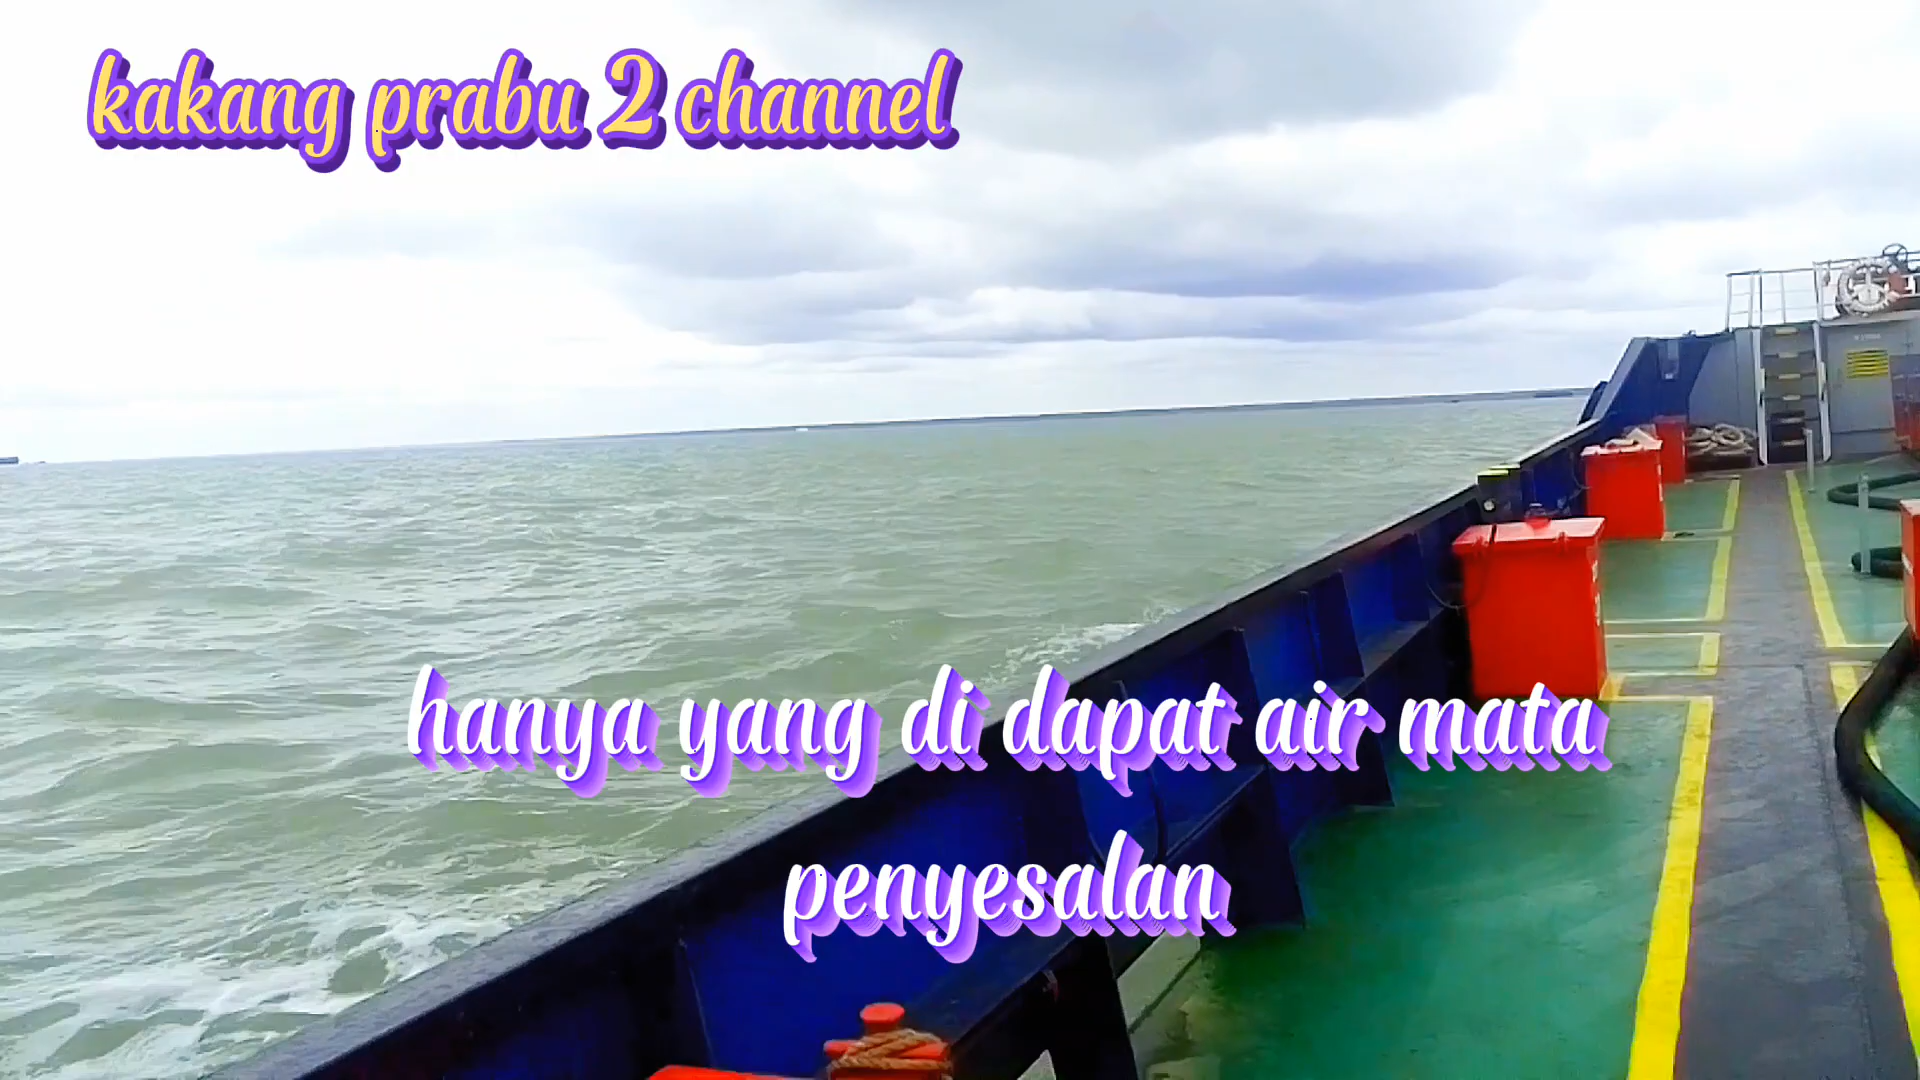 kakang prabu 2 channel
hanya yang di dapat air mata
penyesalan